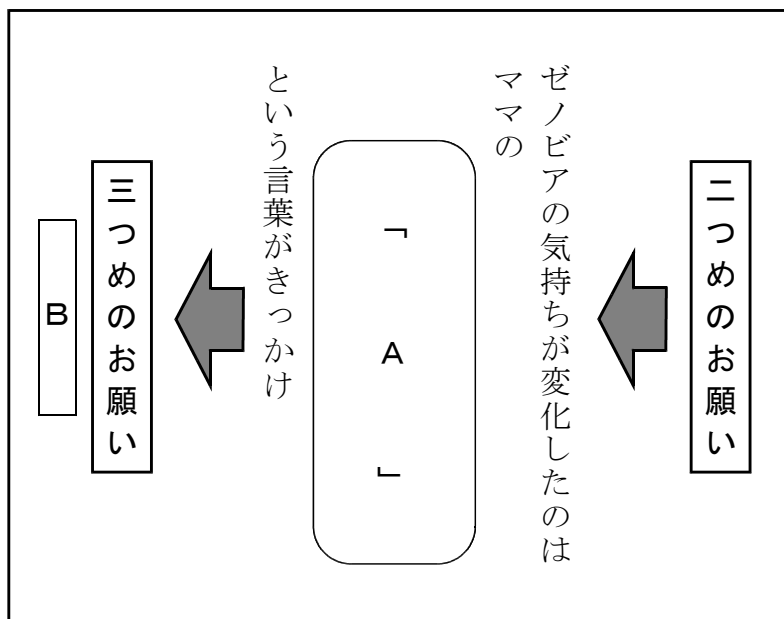 二つめのお願い
ゼノビアの気持ちが変化したのは
ママの
「
A
」
という言葉がきっかけ
三つめのお願い
B